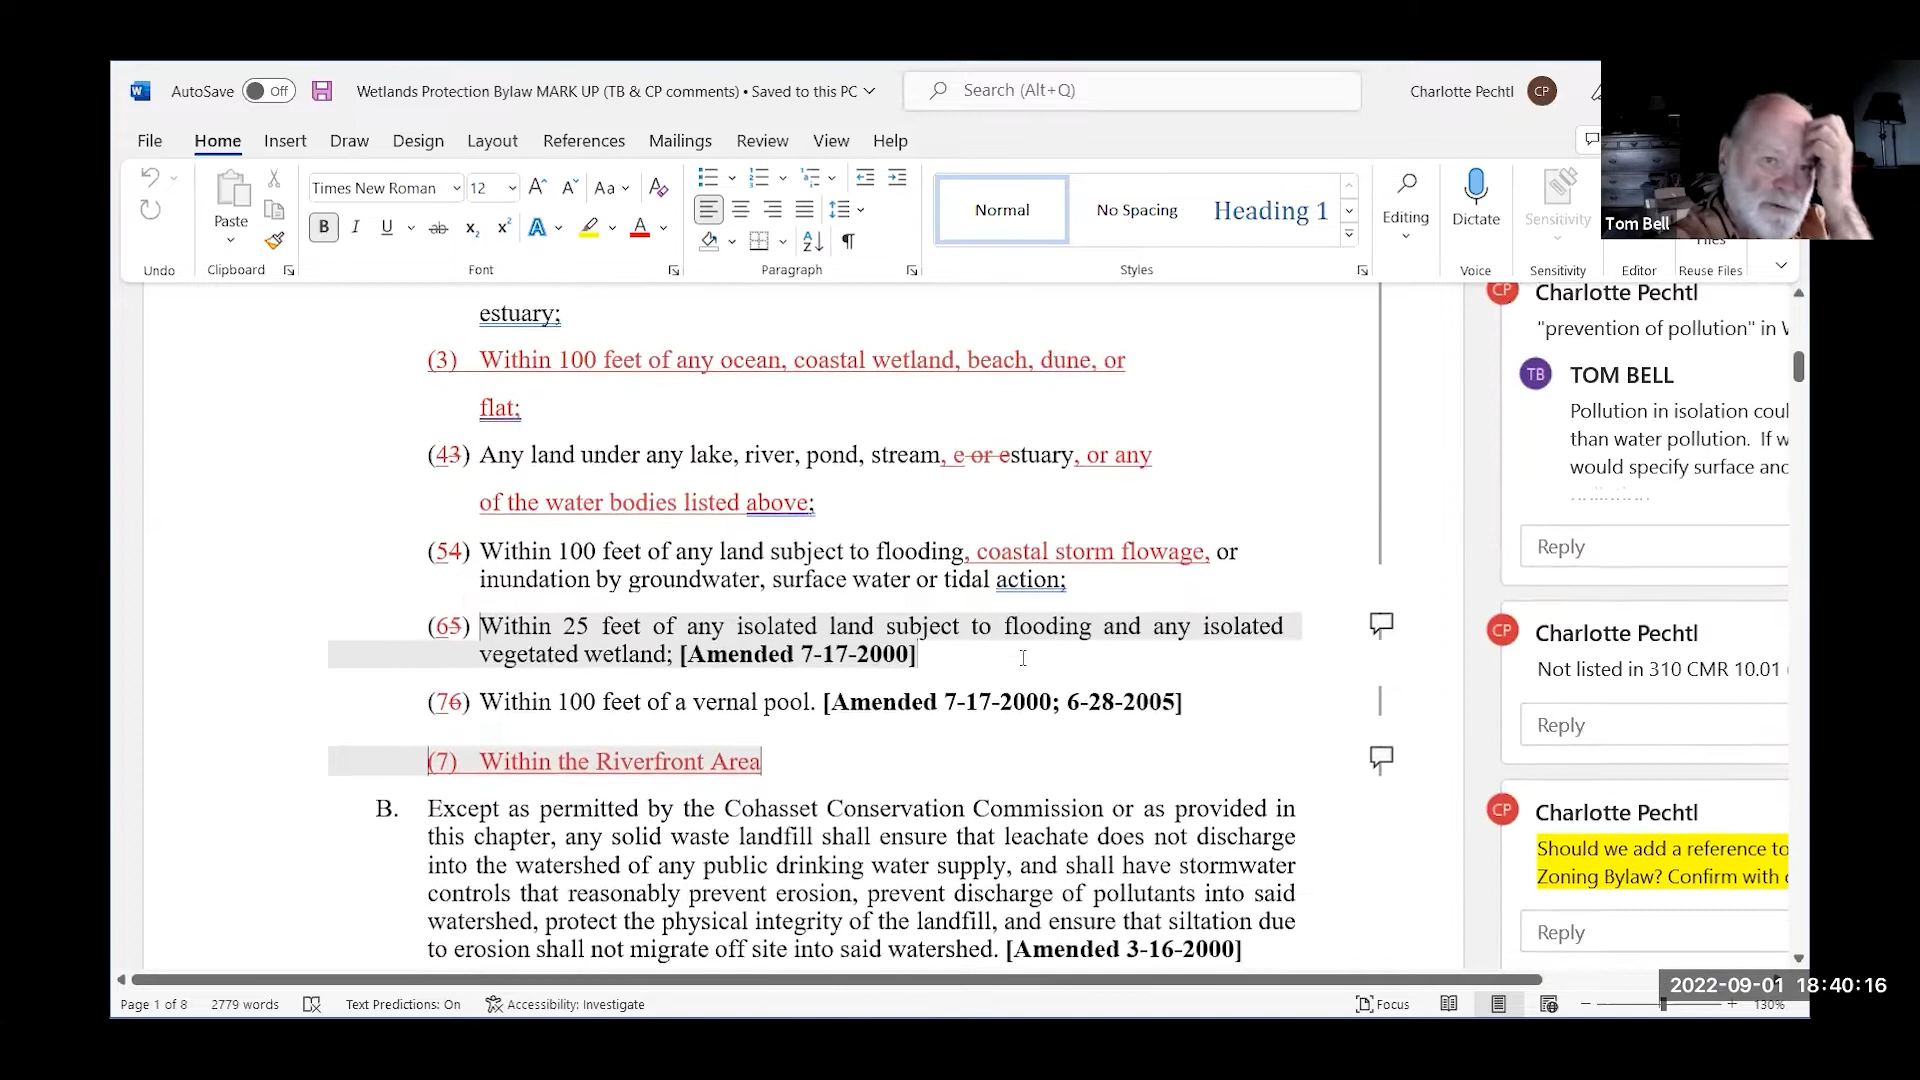 AutoSave Off Wetlands Protection Bylaw MARK UP (TB & CP comments) • Saved to this PC Search (Alt+Q) Charlotte Pechtl CP
File Home Insert Draw Design Layout References Mailings Review View Help
Paste Times New Roman 12 Aa Normal No Spacing Heading 1 Editing Dictate Sensitivity
Tom Bell
Undo Clipboard Font Paragraph Styles Voice Sensitivity Editor Reuse Files
estuary;
(3) Within 100 feet of any ocean, coastal wetland, beach, dune, or
flat;
(43) Any land under any lake, river, pond, stream, e or estuary, or any
of the water bodies listed above;
(54) Within 100 feet of any land subject to flooding, coastal storm flowage, or
inundation by groundwater, surface water or tidal action;
(65) Within 25 feet of any isolated land subject to flooding and any isolated
vegetated wetland; [Amended 7-17-2000]
(76) Within 100 feet of a vernal pool. [Amended 7-17-2000; 6-28-2005]
(7) Within the Riverfront Area
B. Except as permitted by the Cohasset Conservation Commission or as provided in
this chapter, any solid waste landfill shall ensure that leachate does not discharge
into the watershed of any public drinking water supply, and shall have stormwater
controls that reasonably prevent erosion, prevent discharge of pollutants into said
watershed, protect the physical integrity of the landfill, and ensure that siltation due
to erosion shall not migrate off site into said watershed. [Amended 3-16-2000]
CP Charlotte Pechtl
"prevention of pollution" in
TB TOM BELL
Pollution in isolation coul
than water pollution. If w
would specify surface and
Reply
CP Charlotte Pechtl
Not listed in 310 CMR 10.01
Reply
CP Charlotte Pechtl
Should we add a reference to
Zoning Bylaw? Confirm with
Reply
2022-09-01 18:40:16
Page 1 of 8 2779 words Text Predictions: On Accessibility: Investigate Focus 130%